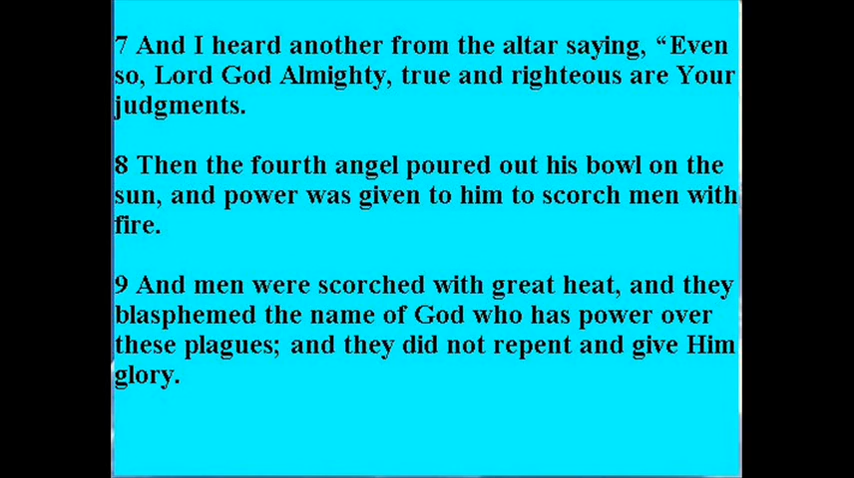 7 And I heard another from the altar saying, “Even
so, Lord God Almighty, true and righteous are Your
judgments.
8 Then the fourth angel poured out his bowl on the
sun, and power was given to him to scorch men with
fire.
9 And men were scorched with great heat, and they
blasphemed the name of God who has power over
these plagues; and they did not repent and give Him
glory.